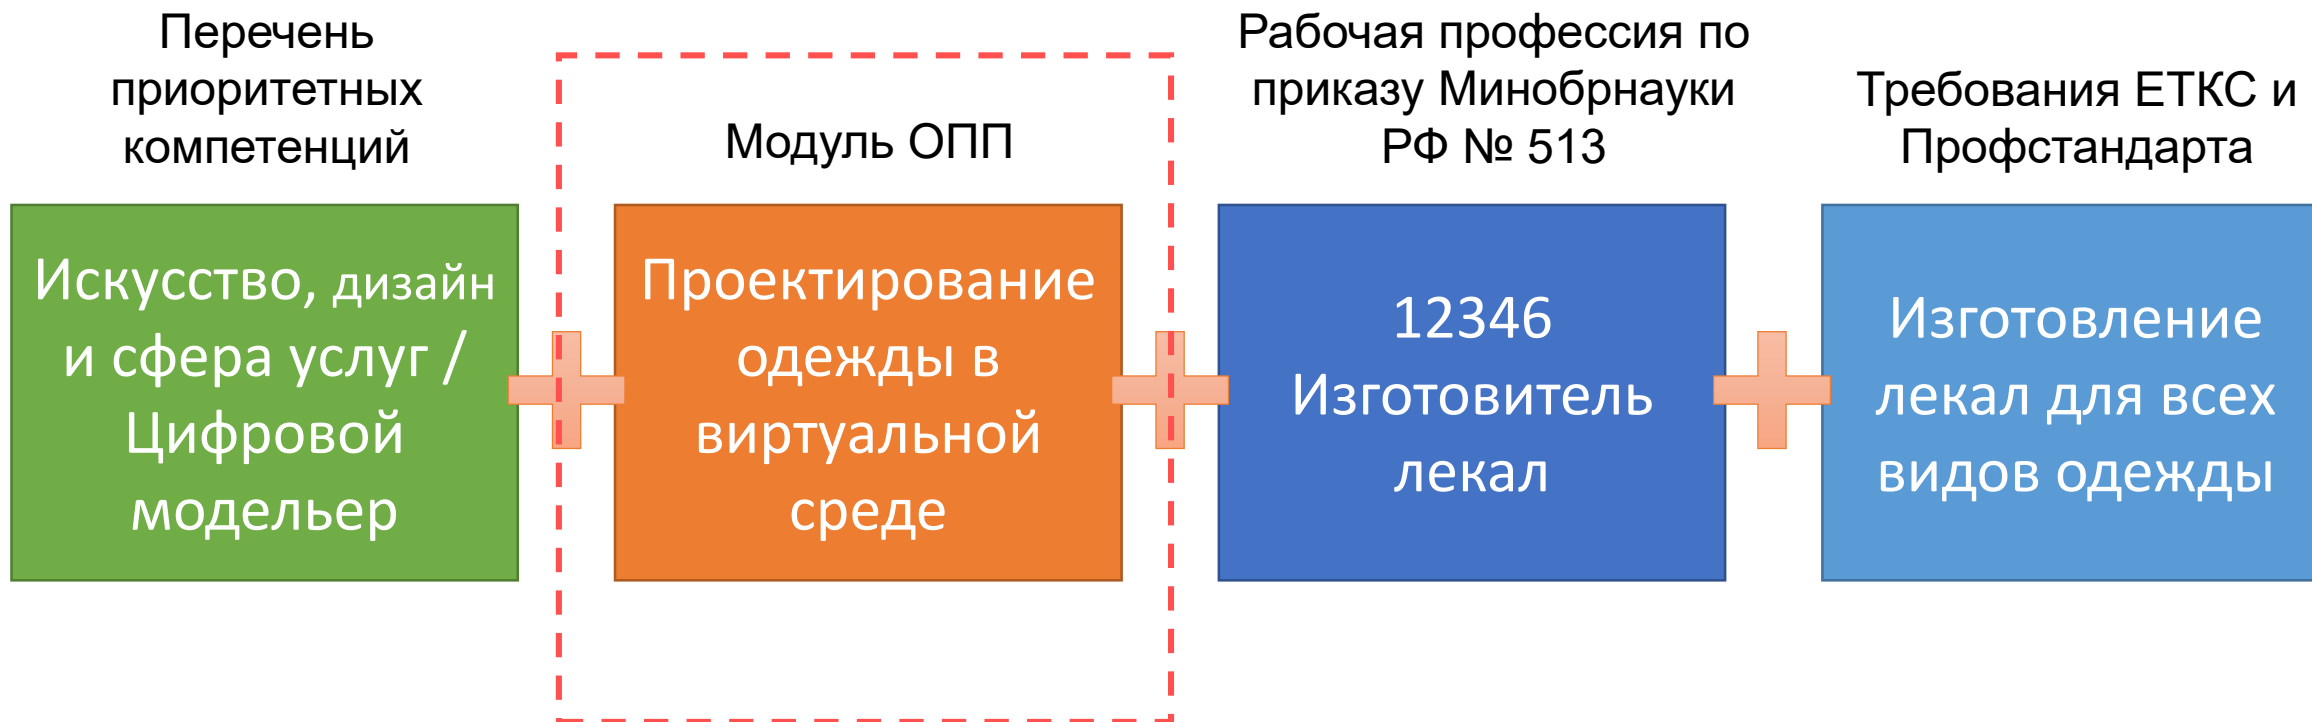 Перечень
приоритетных
компетенций
Искусство, дизайн
и сфера услуг /
Цифровой
модельер
Модуль ОПП
Проектирование
одежды в
виртуальной
среде
Рабочая профессия по
приказу Минобрнауки
РФ № 513
12346
Изготовитель
лекал
Требования ЕТКС и
Профстандарта
Изготовление
лекал для всех
видов одежды